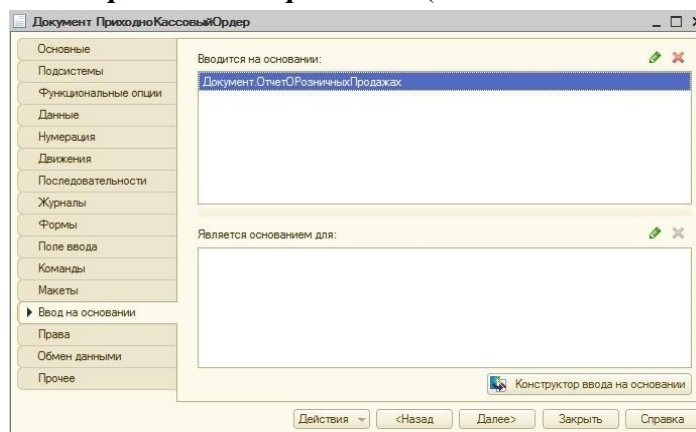 Документ ПриходноКассовыйОрдер
Основные
Подсистемы
Функциональные опции
Данные
Нумерация
Движения
Последовательности
Журналы
Формы
Поле ввода
Команды
Макеты
Ввод на основании
Права
Обмен данными
Прочее
Вводится на основании:
Документ.ОтчетОРозничныхПродажах
Является основанием для:
Конструктор ввода на основании
Действия
<Назад
Далее>
Закрыть
Справка